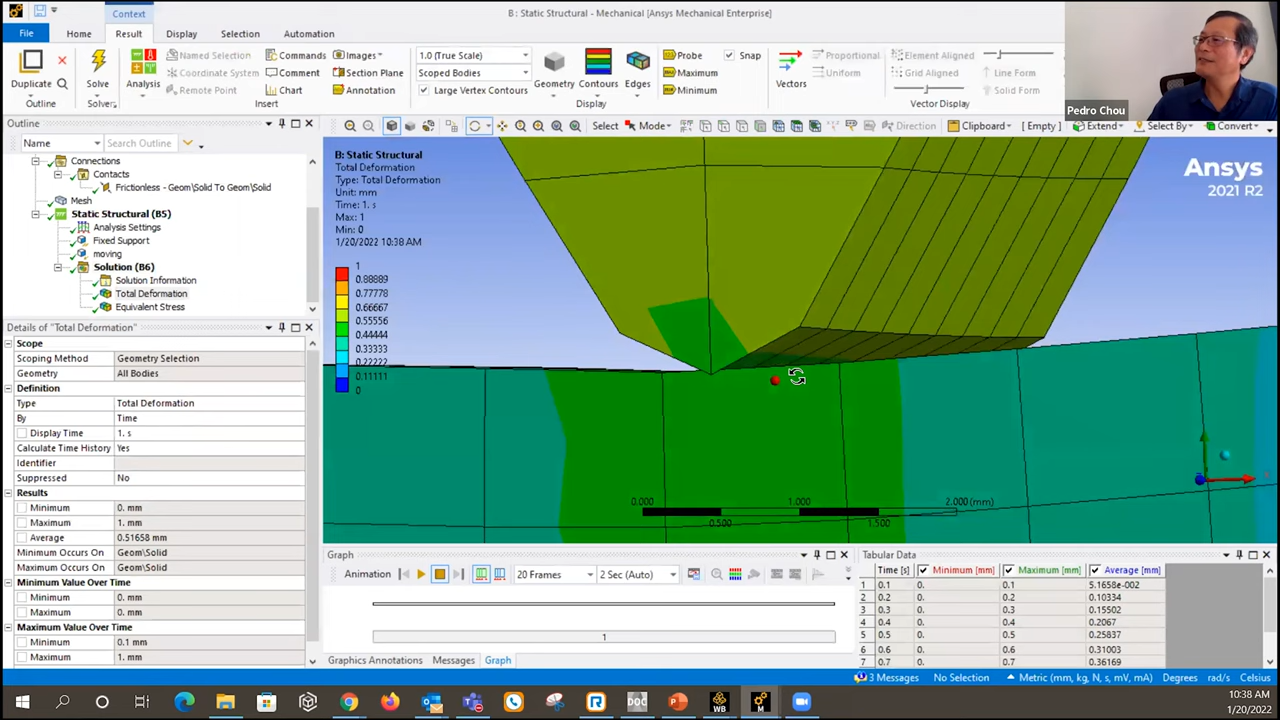 B : Static Structural - Mechanical [Ansys Mechanical Enterprise]
Context
File Home Result Display Selection Automation
Duplicate
Outline
Solve
Solver
Analysis
Named Selection
Coordinate System
Remote Point
Commands
Comment
Chart
Images
Section Plane
Annotation
Insert
1.0 (True Scale)
Scoped Bodies
Large Vertex Contours
Geometry Contours Edges
Display
Probe
Maximum
Minimum
Snap
Vectors
Proportional
Uniform
Element Aligned
Grid Aligned
Line Form
Solid Form
Vector Display
Pedro Chou
Outline
Name Search Outline
Select Mode Direction Clipboard [ Empty ] Extend Select By Convert
Connections
Contacts
Frictionless - Geom\Solid To Geom\Solid
Mesh
Static Structural (B5)
Analysis Settings
Fixed Support
moving
Solution (B6)
Solution Information
Total Deformation
Equivalent Stress
Details of "Total Deformation"
Scope
Scoping Method Geometry Selection
Geometry All Bodies
Definition
Type Total Deformation
By Time
Display Time 1. s
Calculate Time History Yes
Identifier
Suppressed No
Results
Minimum 0. mm
Maximum 1. mm
Average 0.51658 mm
Minimum Occurs On Geom\Solid
Maximum Occurs On Geom\Solid
Minimum Value Over Time
Minimum 0. mm
Maximum 0. mm
Maximum Value Over Time
Minimum 0.1 mm
Maximum 1. mm
B: Static Structural
Total Deformation
Type: Total Deformation
Unit: mm
Time: 1. s
Max: 1
Min: 0
1/20/2022 10:38 AM
1
0.88889
0.77778
0.66667
0.55556
0.44444
0.33333
0.22222
0.11111
0
Ansys
2021 R2
0.000 1.000 2.000 (mm)
0.500 1.500
Graph
Animation 20 Frames 2 Sec (Auto)
1
Graphics Annotations Messages Graph
Tabular Data
Time [s] Minimum [mm] Maximum [mm] Average [mm]
1 0.1 0. 0.1 5.1658e-002
2 0.2 0. 0.2 0.10334
3 0.3 0. 0.3 0.15502
4 0.4 0. 0.4 0.2067
5 0.5 0. 0.5 0.25837
6 0.6 0. 0.6 0.31003
7 0.7 0. 0.7 0.36169
3 Messages No Selection Metric (mm, kg, N, s, mV, mA) Degrees rad/s Celsius
DOC
WB
M
10:38 AM
1/20/2022